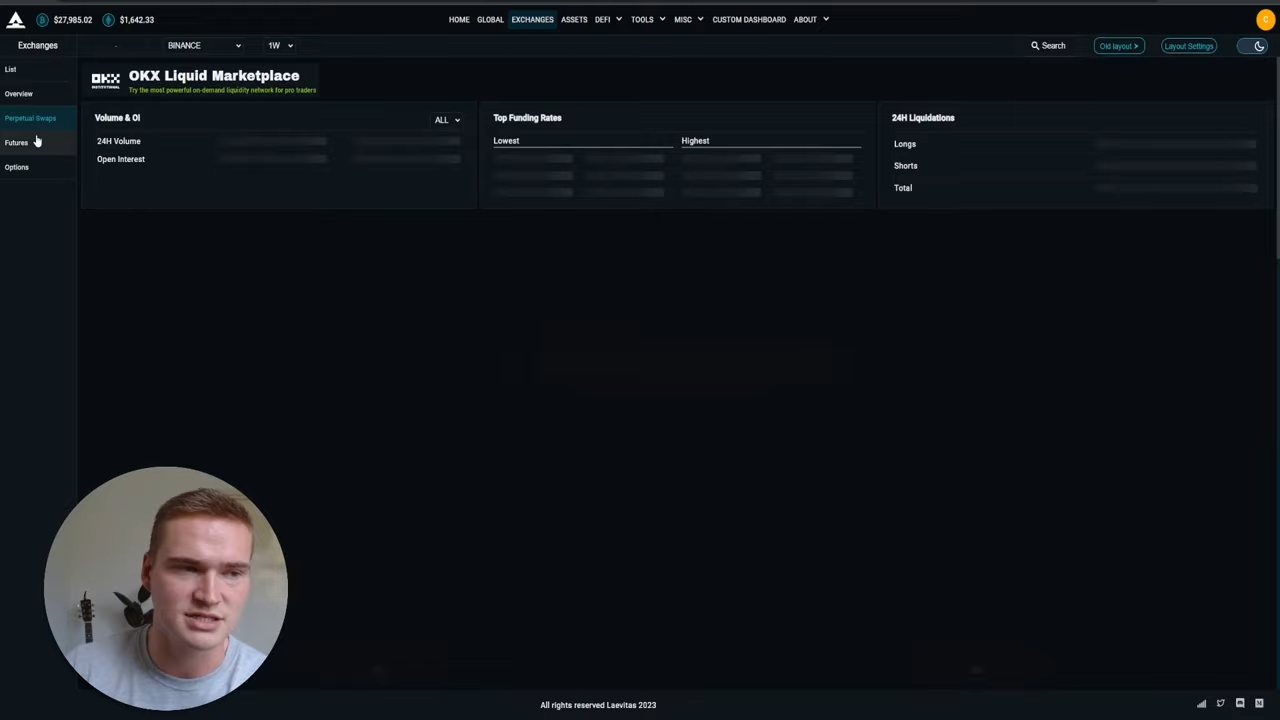 $27,985.02
$1,642.33
HOME
GLOBAL
EXCHANGES
ASSETS
DEFI
TOOLS
MISC
CUSTOM DASHBOARD
ABOUT
C
Exchanges
-
BINANCE
1W
Search
Old layout
Layout Settings
List
Overview
Perpetual Swaps
Futures
Options
OKX
INSTITUTIONAL
OKX Liquid Marketplace
Try the most powerful on-demand liquidity network for pro traders
Volume & OI
ALL
24H Volume
Open Interest
Top Funding Rates
Lowest
Highest
24H Liquidations
Longs
Shorts
Total
All rights reserved Laevitas 2023